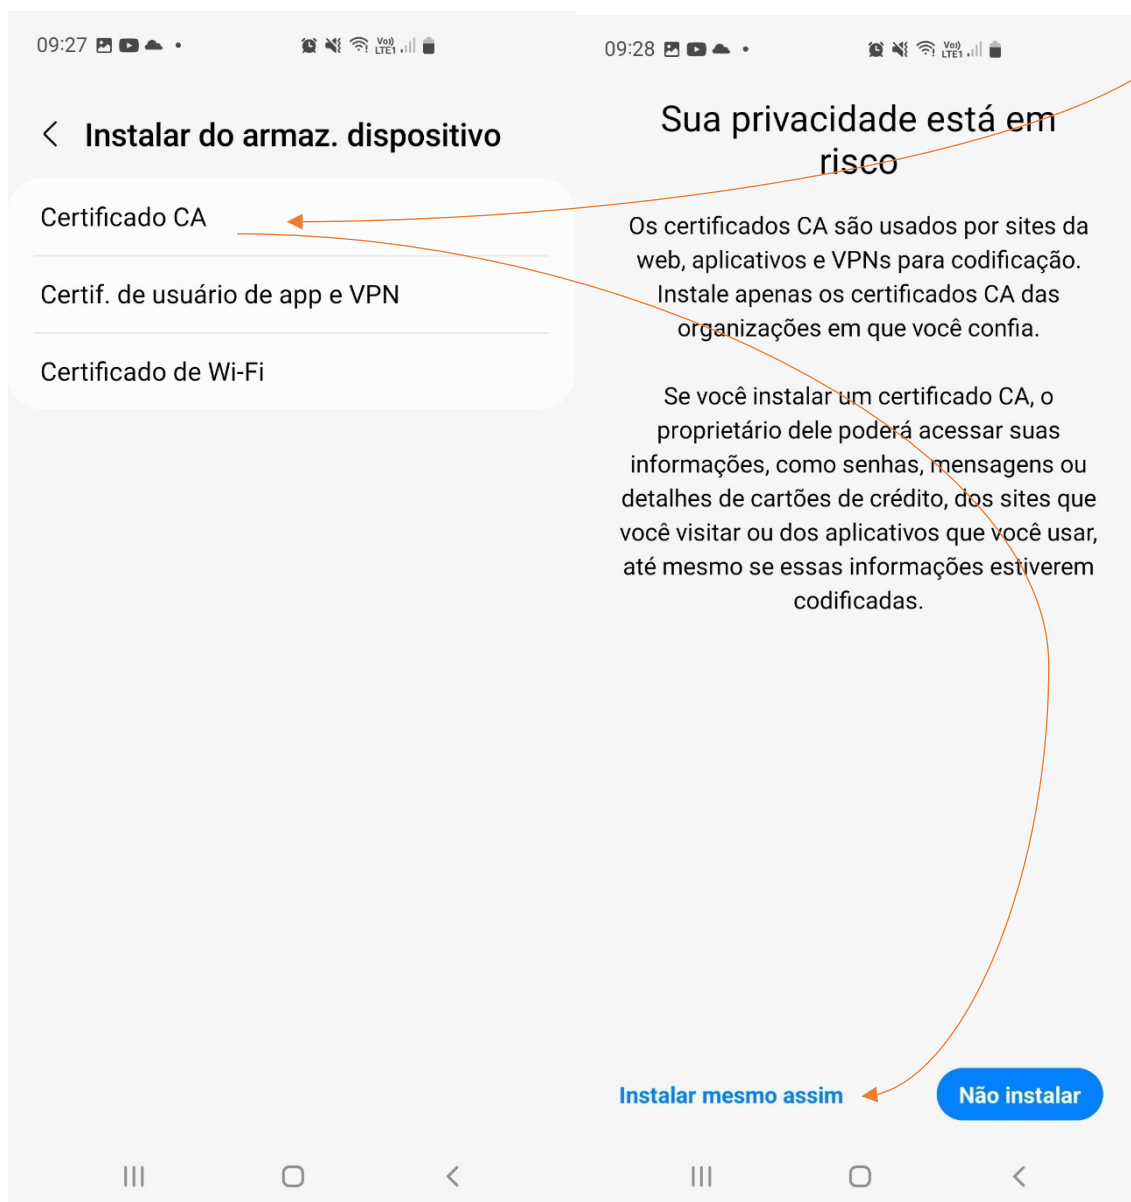 09:27
Vo))
LTE1
Instalar do armaz. dispositivo
Certificado CA
Certif. de usuário de app e VPN
Certificado de Wi-Fi
09:28
Vo))
LTE1
Sua privacidade está em
risco
Os certificados CA são usados por sites da
web, aplicativos e VPNs para codificação.
Instale apenas os certificados CA das
organizações em que você confia.
Se você instalar um certificado CA, o
proprietário dele poderá acessar suas
informações, como senhas, mensagens ou
detalhes de cartões de crédito, dos sites que
você visitar ou dos aplicativos que você usar,
até mesmo se essas informações estiverem
codificadas.
Instalar mesmo assim
Não instalar